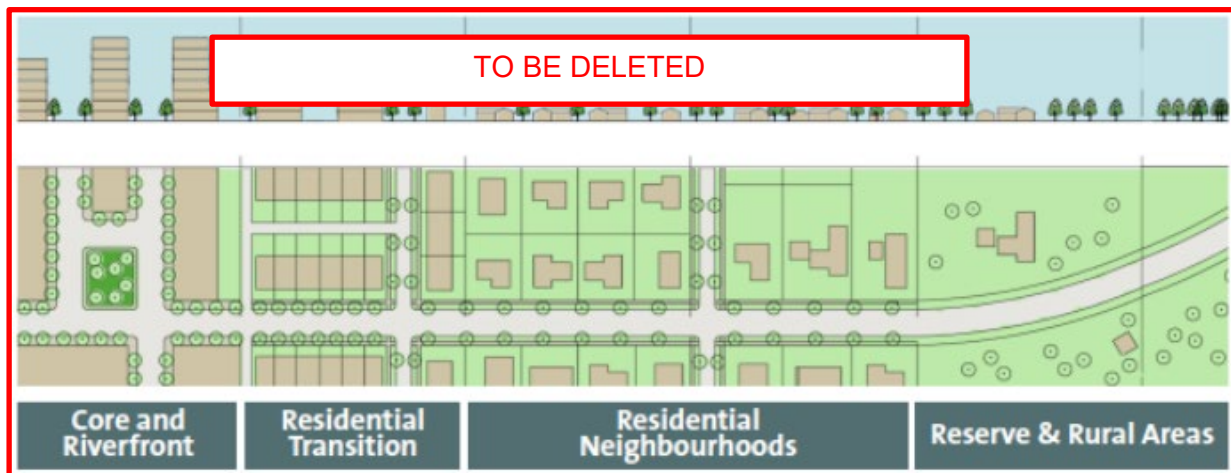 TO BE DELETED
Core and
Riverfront
Residential
Transition
Residential
Neighbourhoods
Reserve & Rural Areas